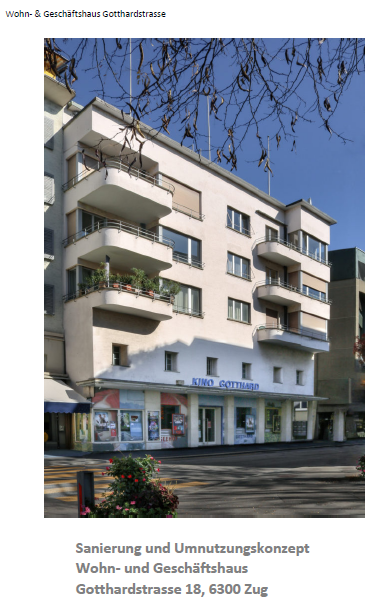 Wohn- & Geschäftshaus Gotthardstrasse
KINO GOTTHARD
Sanierung und Umnutzungskonzept
Wohn- und Geschäftshaus
Gotthardstrasse 18, 6300 Zug